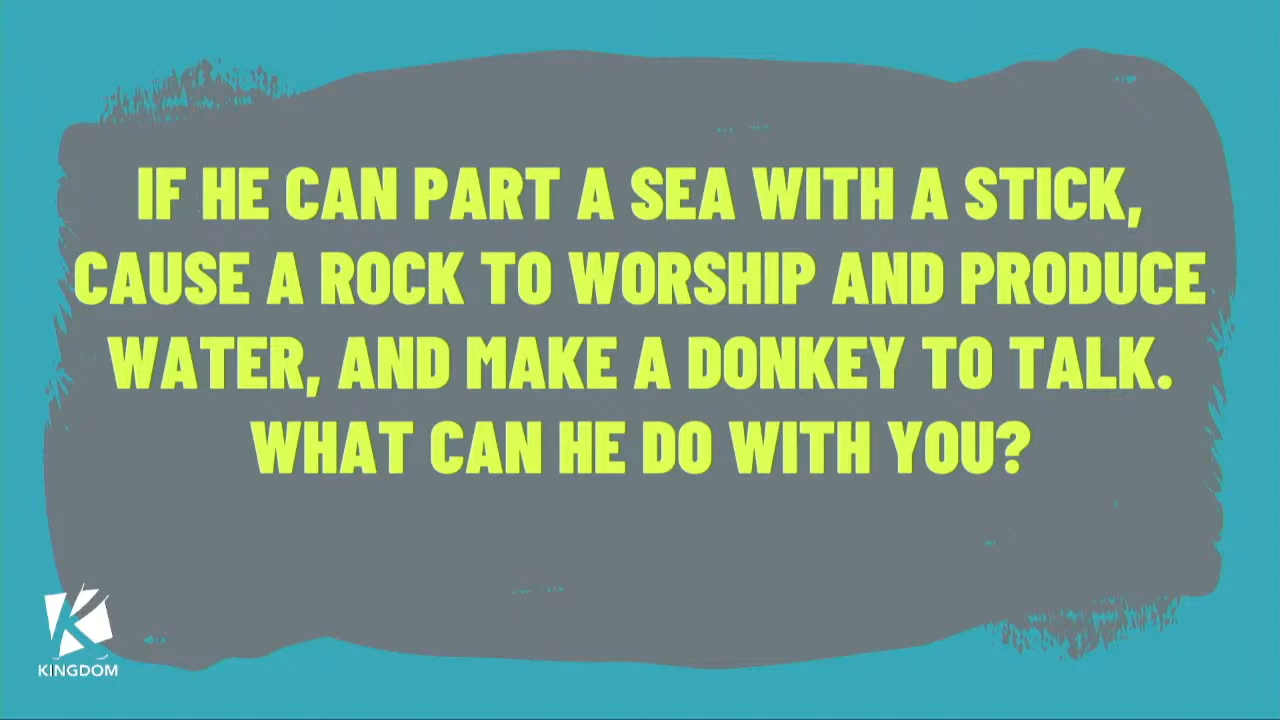 IF HE CAN PART A SEA WITH A STICK,
CAUSE A ROCK TO WORSHIP AND PRODUCE
WATER, AND MAKE A DONKEY TO TALK.
WHAT CAN HE DO WITH YOU?
K
KINGDOM